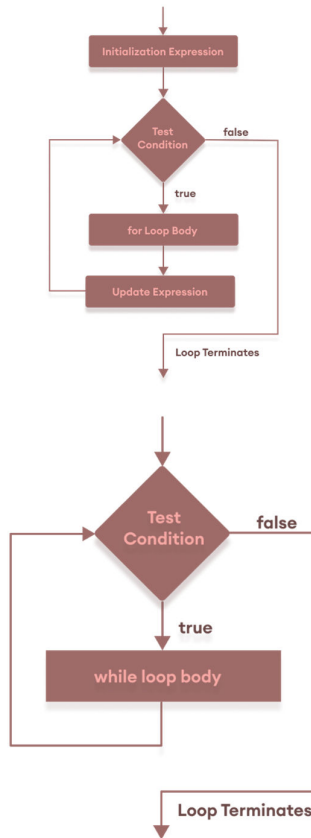 Initialization Expression
Test
Condition
false
true
for Loop Body
Update Expression
Loop Terminates
Test
Condition
false
true
while loop body
Loop Terminates